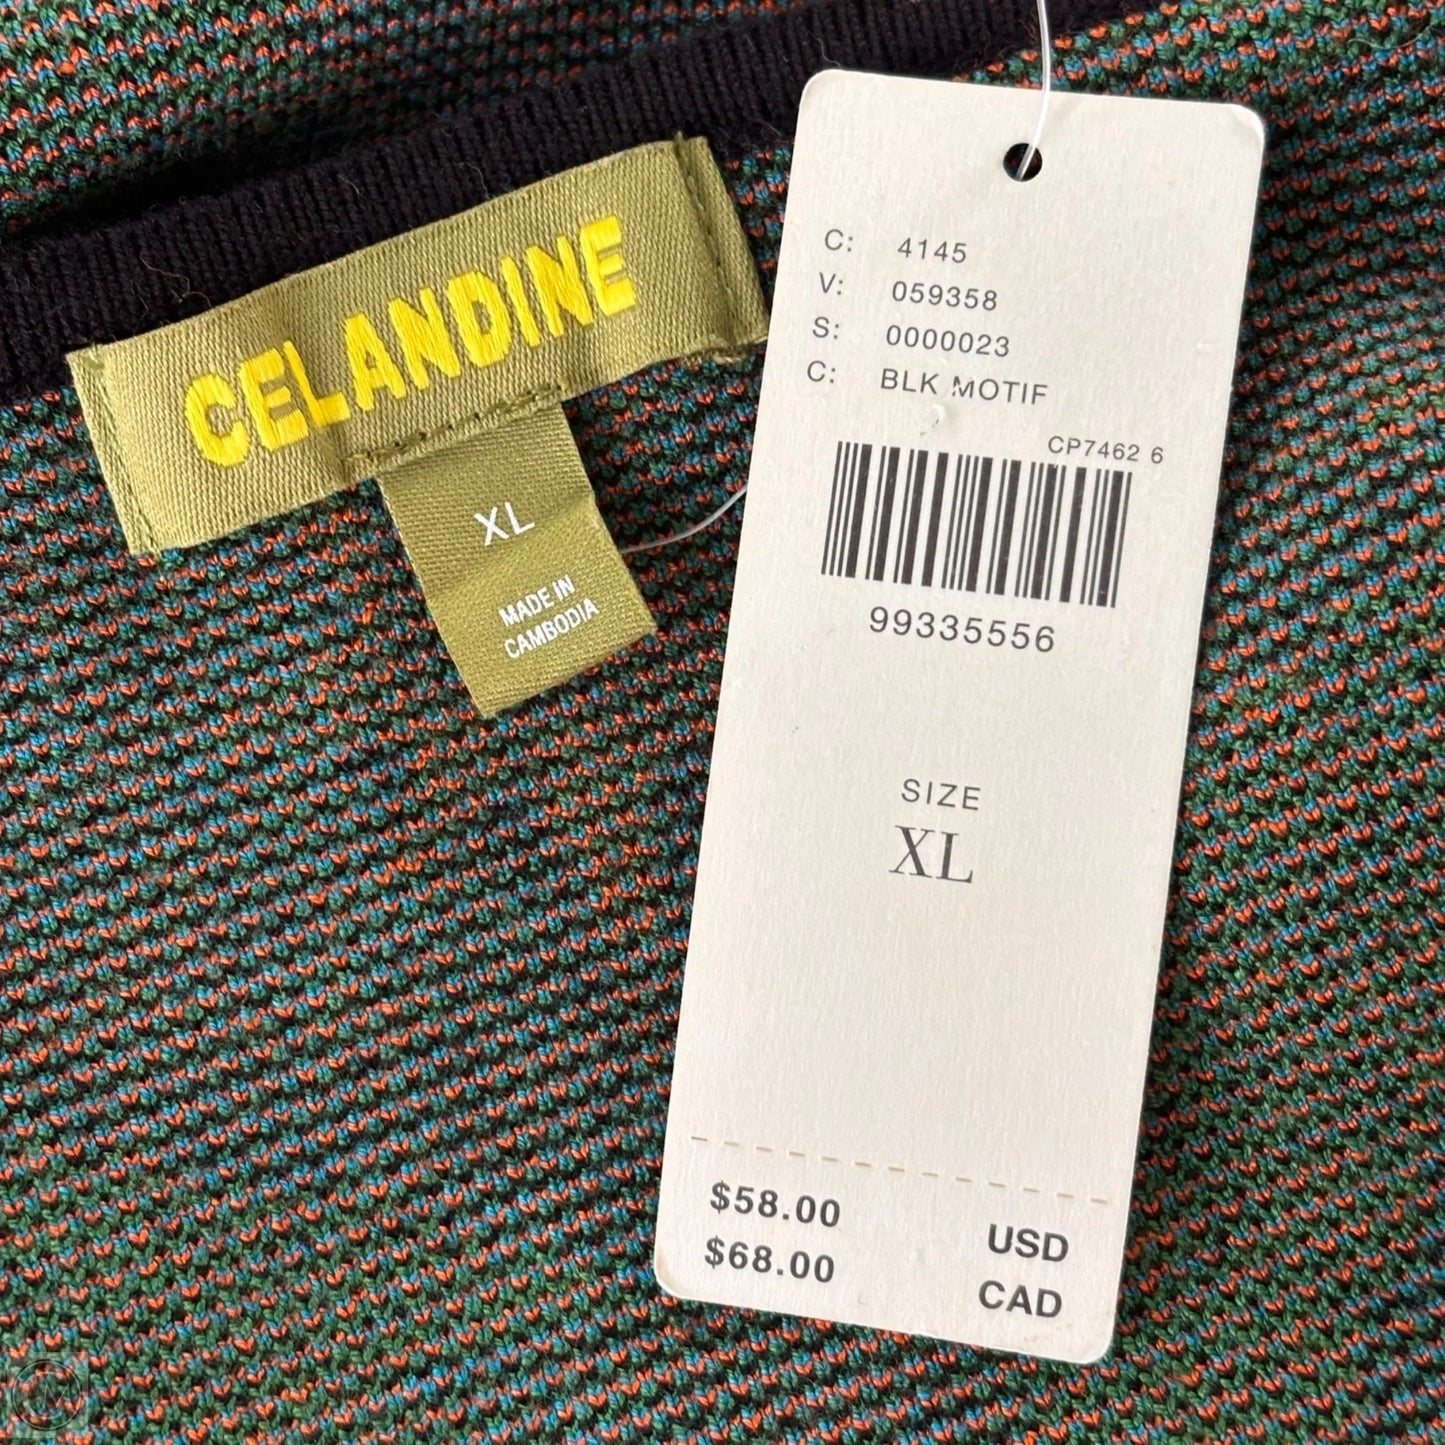 CELANDINE
XL
MADE IN
CAMBODIA
C: 4145
V: 059358
S: 0000023
C: BLK MOTIF
CP7462 6
99335556
SIZE
XL
$58.00 USD
$68.00 CAD